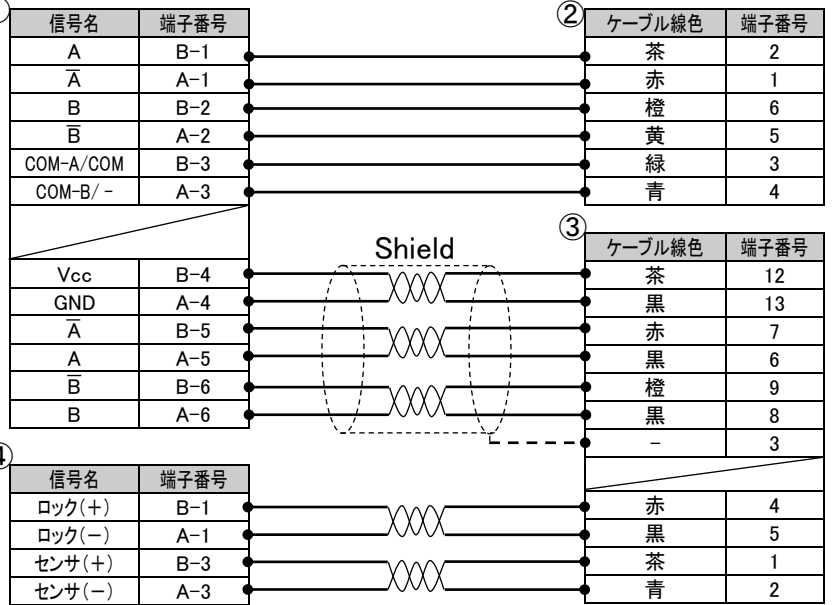 ①
信号名 端子番号
A B-1
A̅ A-1
B B-2
B̅ A-2
COM-A/COM B-3
COM-B/- A-3
Vcc B-4
GND A-4
A̅ B-5
A A-5
B̅ B-6
B A-6
②
ケーブル線色 端子番号
茶 2
赤 1
橙 6
黄 5
緑 3
青 4
Shield
③
ケーブル線色 端子番号
茶 12
黒 13
赤 7
黒 6
橙 9
黒 8
- 3
赤 4
黒 5
茶 1
青 2
④
信号名 端子番号
ロック(+) B-1
ロック(-) A-1
センサ(+) B-3
センサ(-) A-3